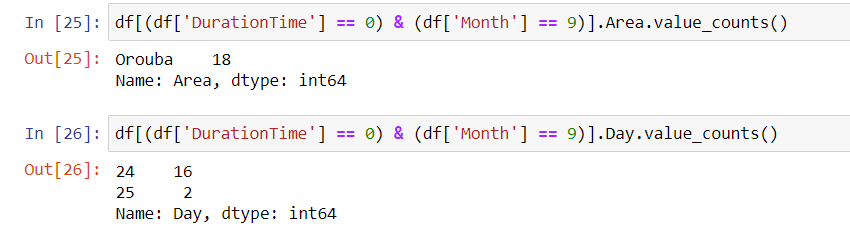 In [25]: df[(df['DurationTime'] == 0) & (df['Month'] == 9)].Area.value_counts()
Out[25]: Orouba    18
Name: Area, dtype: int64
In [26]: df[(df['DurationTime'] == 0) & (df['Month'] == 9)].Day.value_counts()
Out[26]: 24    16
25     2
Name: Day, dtype: int64